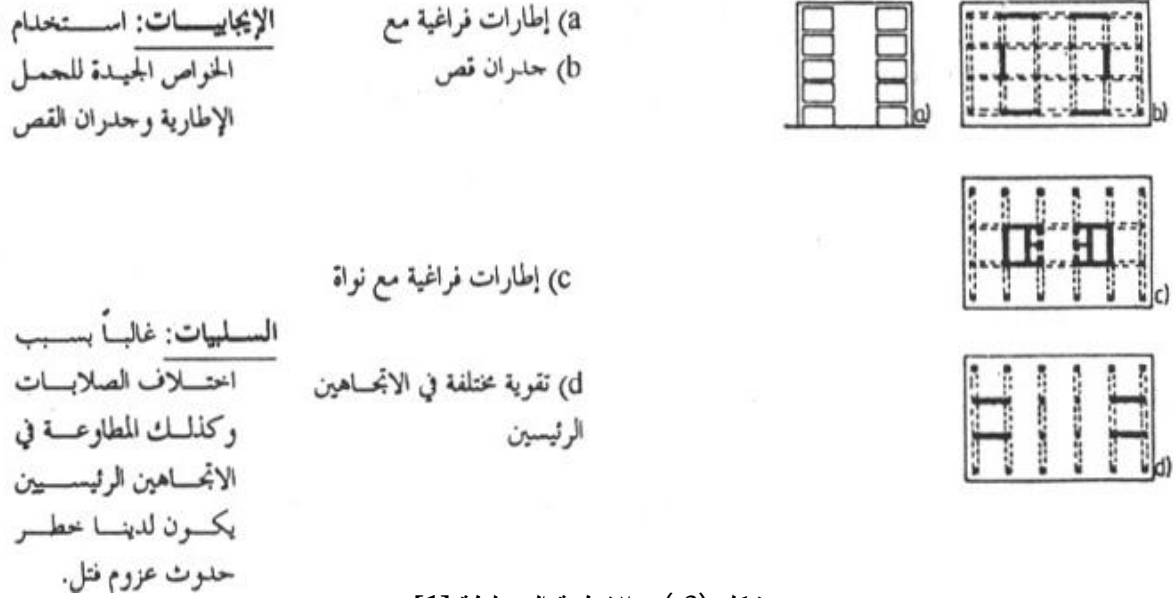 الإيجابيات: استخدام
الخواص الجيدة للجمل
الإطارية وجدران القص
a) إطارات فراغية مع
b) جدران قص
a)
b)
c) إطارات فراغية مع نواة
c)
السلبيات: غالباً بسبب
اختلاف الصلابات
وكذلك المطاوعة في
الاتجاهين الرئيسيين
يكون لدينا خطر
حدوث عزوم فتل.
d) تقوية مختلفة في الاتجاهين
الرئيسين
d)